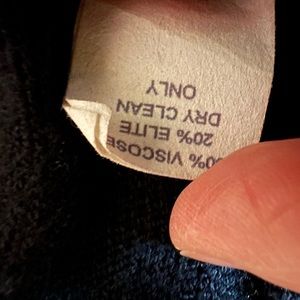 0% VISCOSE
20% ELITE
DRY CLEAN
ONLY